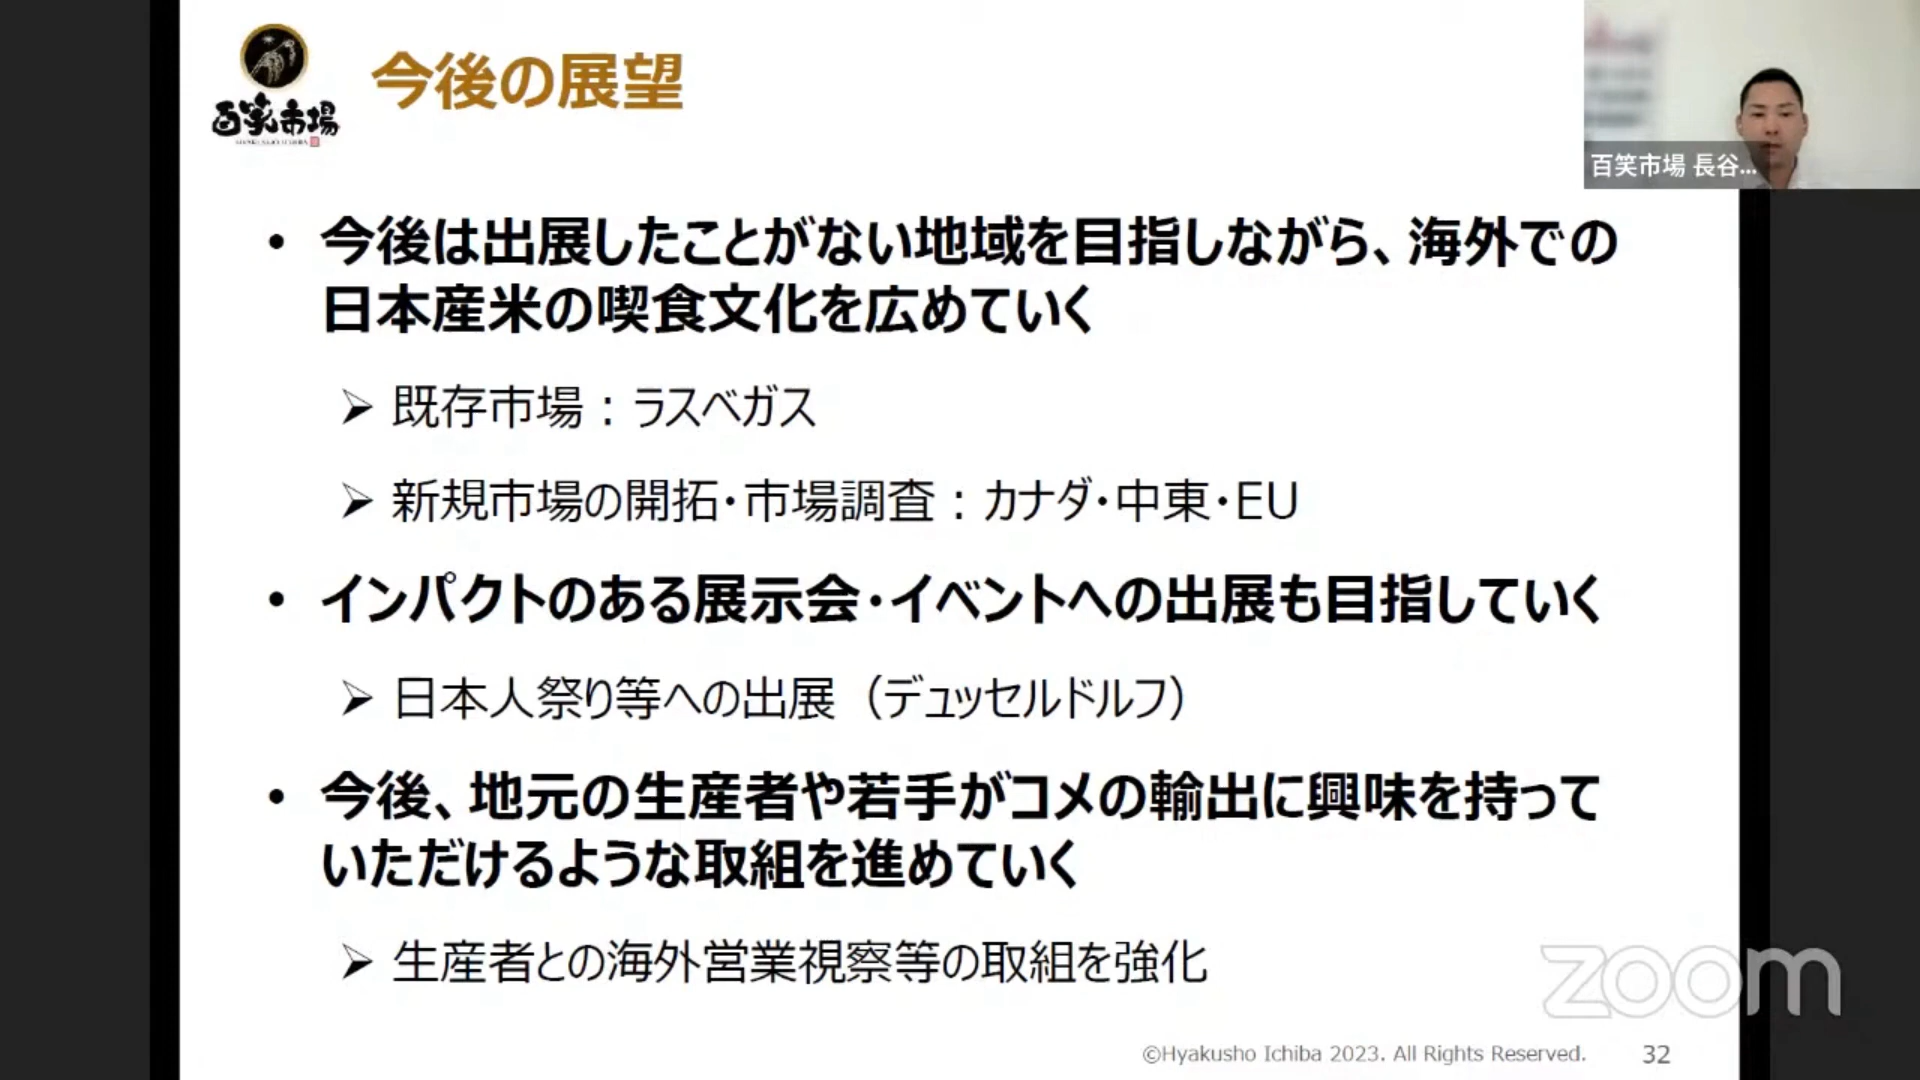 百笑市場
今後の展望
百笑市場 長谷...
• 今後は出展したことがない地域を目指しながら、海外での
日本産米の喫食文化を広めていく
➢ 既存市場：ラスベガス
➢ 新規市場の開拓・市場調査：カナダ・中東・EU
• インパクトのある展示会・イベントへの出展も目指していく
➢ 日本人祭り等への出展（デュッセルドルフ）
• 今後、地元の生産者や若手がコメの輸出に興味を持って
いただけるような取組を進めていく
➢ 生産者との海外営業視察等の取組を強化
zoom
©Hyakusho Ichiba 2023. All Rights Reserved. 32